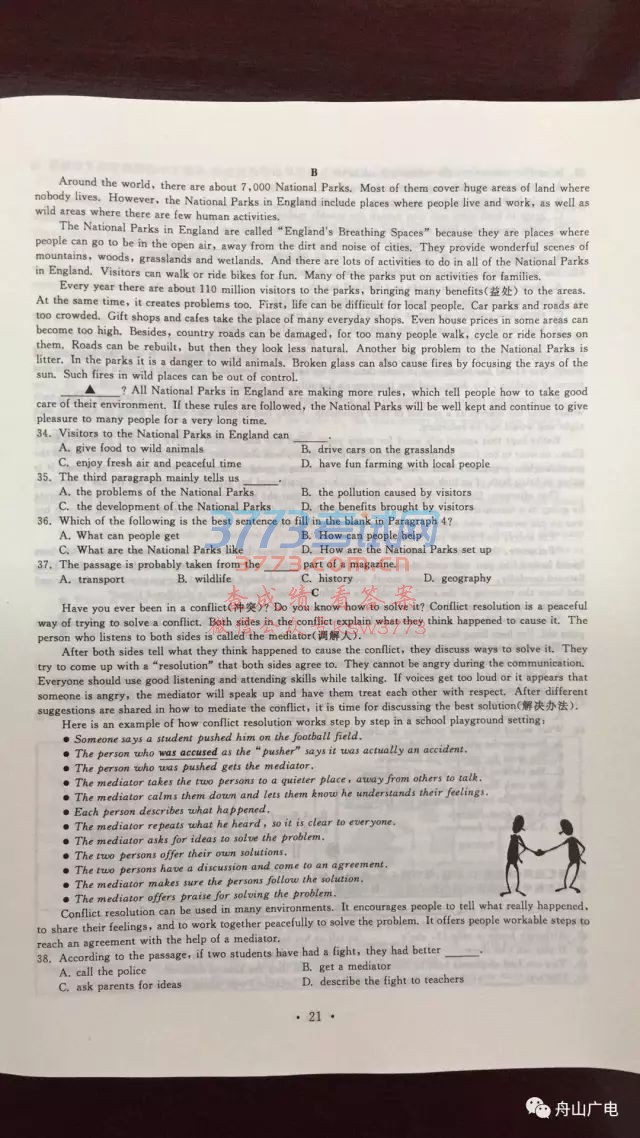 B
Around the world, there are about 7,000 National Parks. Most of them cover huge areas of land where
nobody lives. However, the National Parks in England include places where people live and work, as well as
wild areas where there are few human activities.
The National Parks in England are called "England's Breathing Spaces" because they are places where
people can go to be in the open air, away from the dirt and noise of cities. They provide wonderful scenes of
mountains, woods, grasslands and wetlands. And there are lots of activities to do in all of the National Parks
in England. Visitors can walk or ride bikes for fun. Many of the parks put on activities for families.
Every year there are about 110 million visitors to the parks, bringing many benefits(益处) to the areas.
At the same time, it creates problems too. First, life can be difficult for local people. Car parks and roads are
too crowded. Gift shops and cafes take the place of many everyday shops. Even house prices in some areas can
become too high. Besides, country roads can be damaged, for too many people walk, cycle or ride horses on
them. Roads can be rebuilt, but then they look less natural. Another big problem to the National Parks is
litter. In the parks it is a danger to wild animals. Broken glass can also cause fires by focusing the rays of the
sun. Such fires in wild places can be out of control.
▲ ? All National Parks in England are making more rules, which tell people how to take good
care of their environment. If these rules are followed, the National Parks will be well kept and continue to give
pleasure to many people for a very long time.
34. Visitors to the National Parks in England can _____.
A. give food to wild animals B. drive cars on the grasslands
C. enjoy fresh air and peaceful time D. have fun farming with local people
35. The third paragraph mainly tells us _____.
A. the problems of the National Parks B. the pollution caused by visitors
C. the development of the National Parks D. the benefits brought by visitors
3773考试网
36. Which of the following is the best sentence to fill in the blank in Paragraph 4?
A. What can people get B. How can people help
C. What are the National Parks like D. How are the National Parks set up
3773.com.cn
37. The passage is probably taken from the _____ part of a magazine.
A. transport B. wildlife C. history D. geography
查成绩 看答案
C
Have you ever been in a conflict(冲突)? Do you know how to solve it? Conflict resolution is a peaceful
way of trying to solve a conflict. Both sides in the conflict explain what they think happened to cause it. The
person who listens to both sides is called the mediator(调解人).
After both sides tell what they think happened to cause the conflict, they discuss ways to solve it. They
try to come up with a "resolution" that both sides agree to. They cannot be angry during the communication.
Everyone should use good listening and attending skills while talking. If voices get too loud or it appears that
someone is angry, the mediator will speak up and have them treat each other with respect. After different
suggestions are shared in how to mediate the conflict, it is time for discussing the best solution(解决办法).
Here is an example of how conflict resolution works step by step in a school playground setting:
● Someone says a student pushed him on the football field.
● The person who was accused as the "pusher" says it was actually an accident.
● The person who was pushed gets the mediator.
● The mediator takes the two persons to a quieter place, away from others to talk.
● The mediator calms them down and lets them know he understands their feelings.
● Each person describes what happened.
● The mediator repeats what he heard, so it is clear to everyone.
● The mediator asks for ideas to solve the problem.
● The two persons offer their own solutions.
● The two persons have a discussion and come to an agreement.
● The mediator makes sure the persons follow the solution.
● The mediator offers praise for solving the problem.
Conflict resolution can be used in many environments. It encourages people to tell what really happened,
to share their feelings, and to work together peacefully to solve the problem. It offers people workable steps to
reach an agreement with the help of a mediator.
38. According to the passage, if two students have had a fight, they had better _____.
A. call the police B. get a mediator
C. ask parents for ideas D. describe the fight to teachers
• 21 •
舟山广电